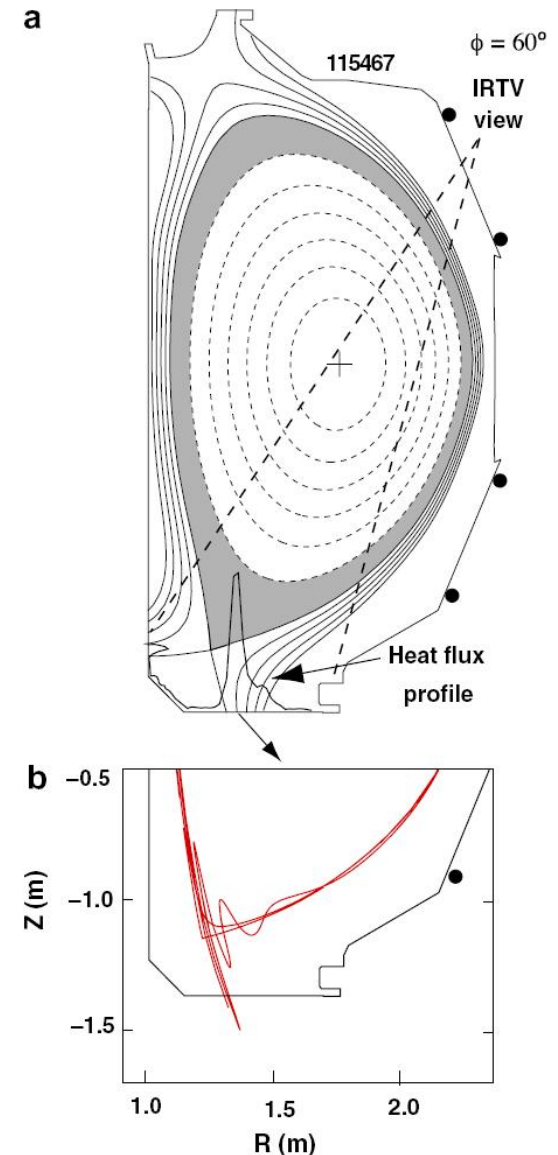 a
115467
ϕ = 60°
IRTV
view
Heat flux
profile
b
−0.5
−1.0
−1.5
Z (m)
1.0
1.5
2.0
R (m)